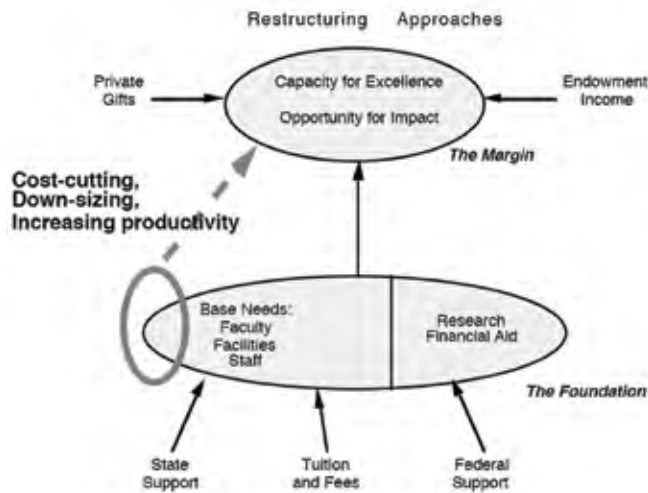 Restructuring Approaches
Private
Gifts
Capacity for Excellence
Opportunity for Impact
Endowment
Income
The Margin
Cost-cutting,
Down-sizing,
Increasing productivity
Base Needs:
Faculty
Facilities
Staff
Research
Financial Aid
The Foundation
State
Support
Tuition
and Fees
Federal
Support